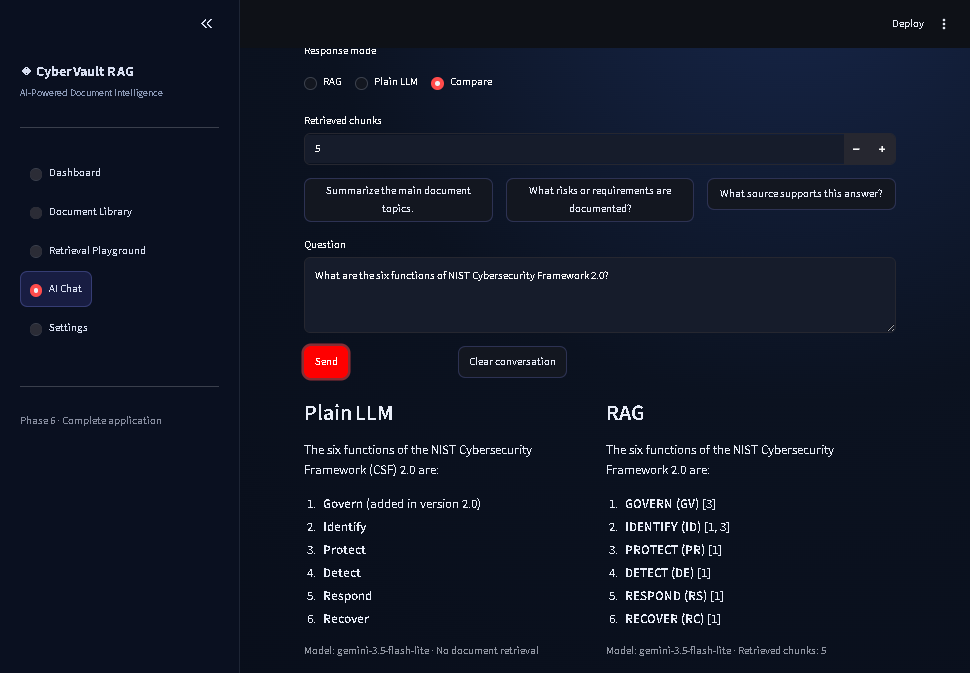 Deploy
CyberVault RAG
AI-Powered Document Intelligence
Dashboard
Document Library
Retrieval Playground
AI Chat
Settings
Phase 6 · Complete application
Response mode
RAG
Plain LLM
Compare
Retrieved chunks
5
Summarize the main document
topics.
What risks or requirements are
documented?
What source supports this answer?
Question
What are the six functions of NIST Cybersecurity Framework 2.0?
Send
Clear conversation
Plain LLM
The six functions of the NIST Cybersecurity
Framework (CSF) 2.0 are:
1. Govern (added in version 2.0)
2. Identify
3. Protect
4. Detect
5. Respond
6. Recover
Model: gemini-3.5-flash-lite · No document retrieval
RAG
The six functions of the NIST Cybersecurity
Framework 2.0 are:
1. GOVERN (GV) [3]
2. IDENTIFY (ID) [1, 3]
3. PROTECT (PR) [1]
4. DETECT (DE) [1]
5. RESPOND (RS) [1]
6. RECOVER (RC) [1]
Model: gemini-3.5-flash-lite · Retrieved chunks: 5